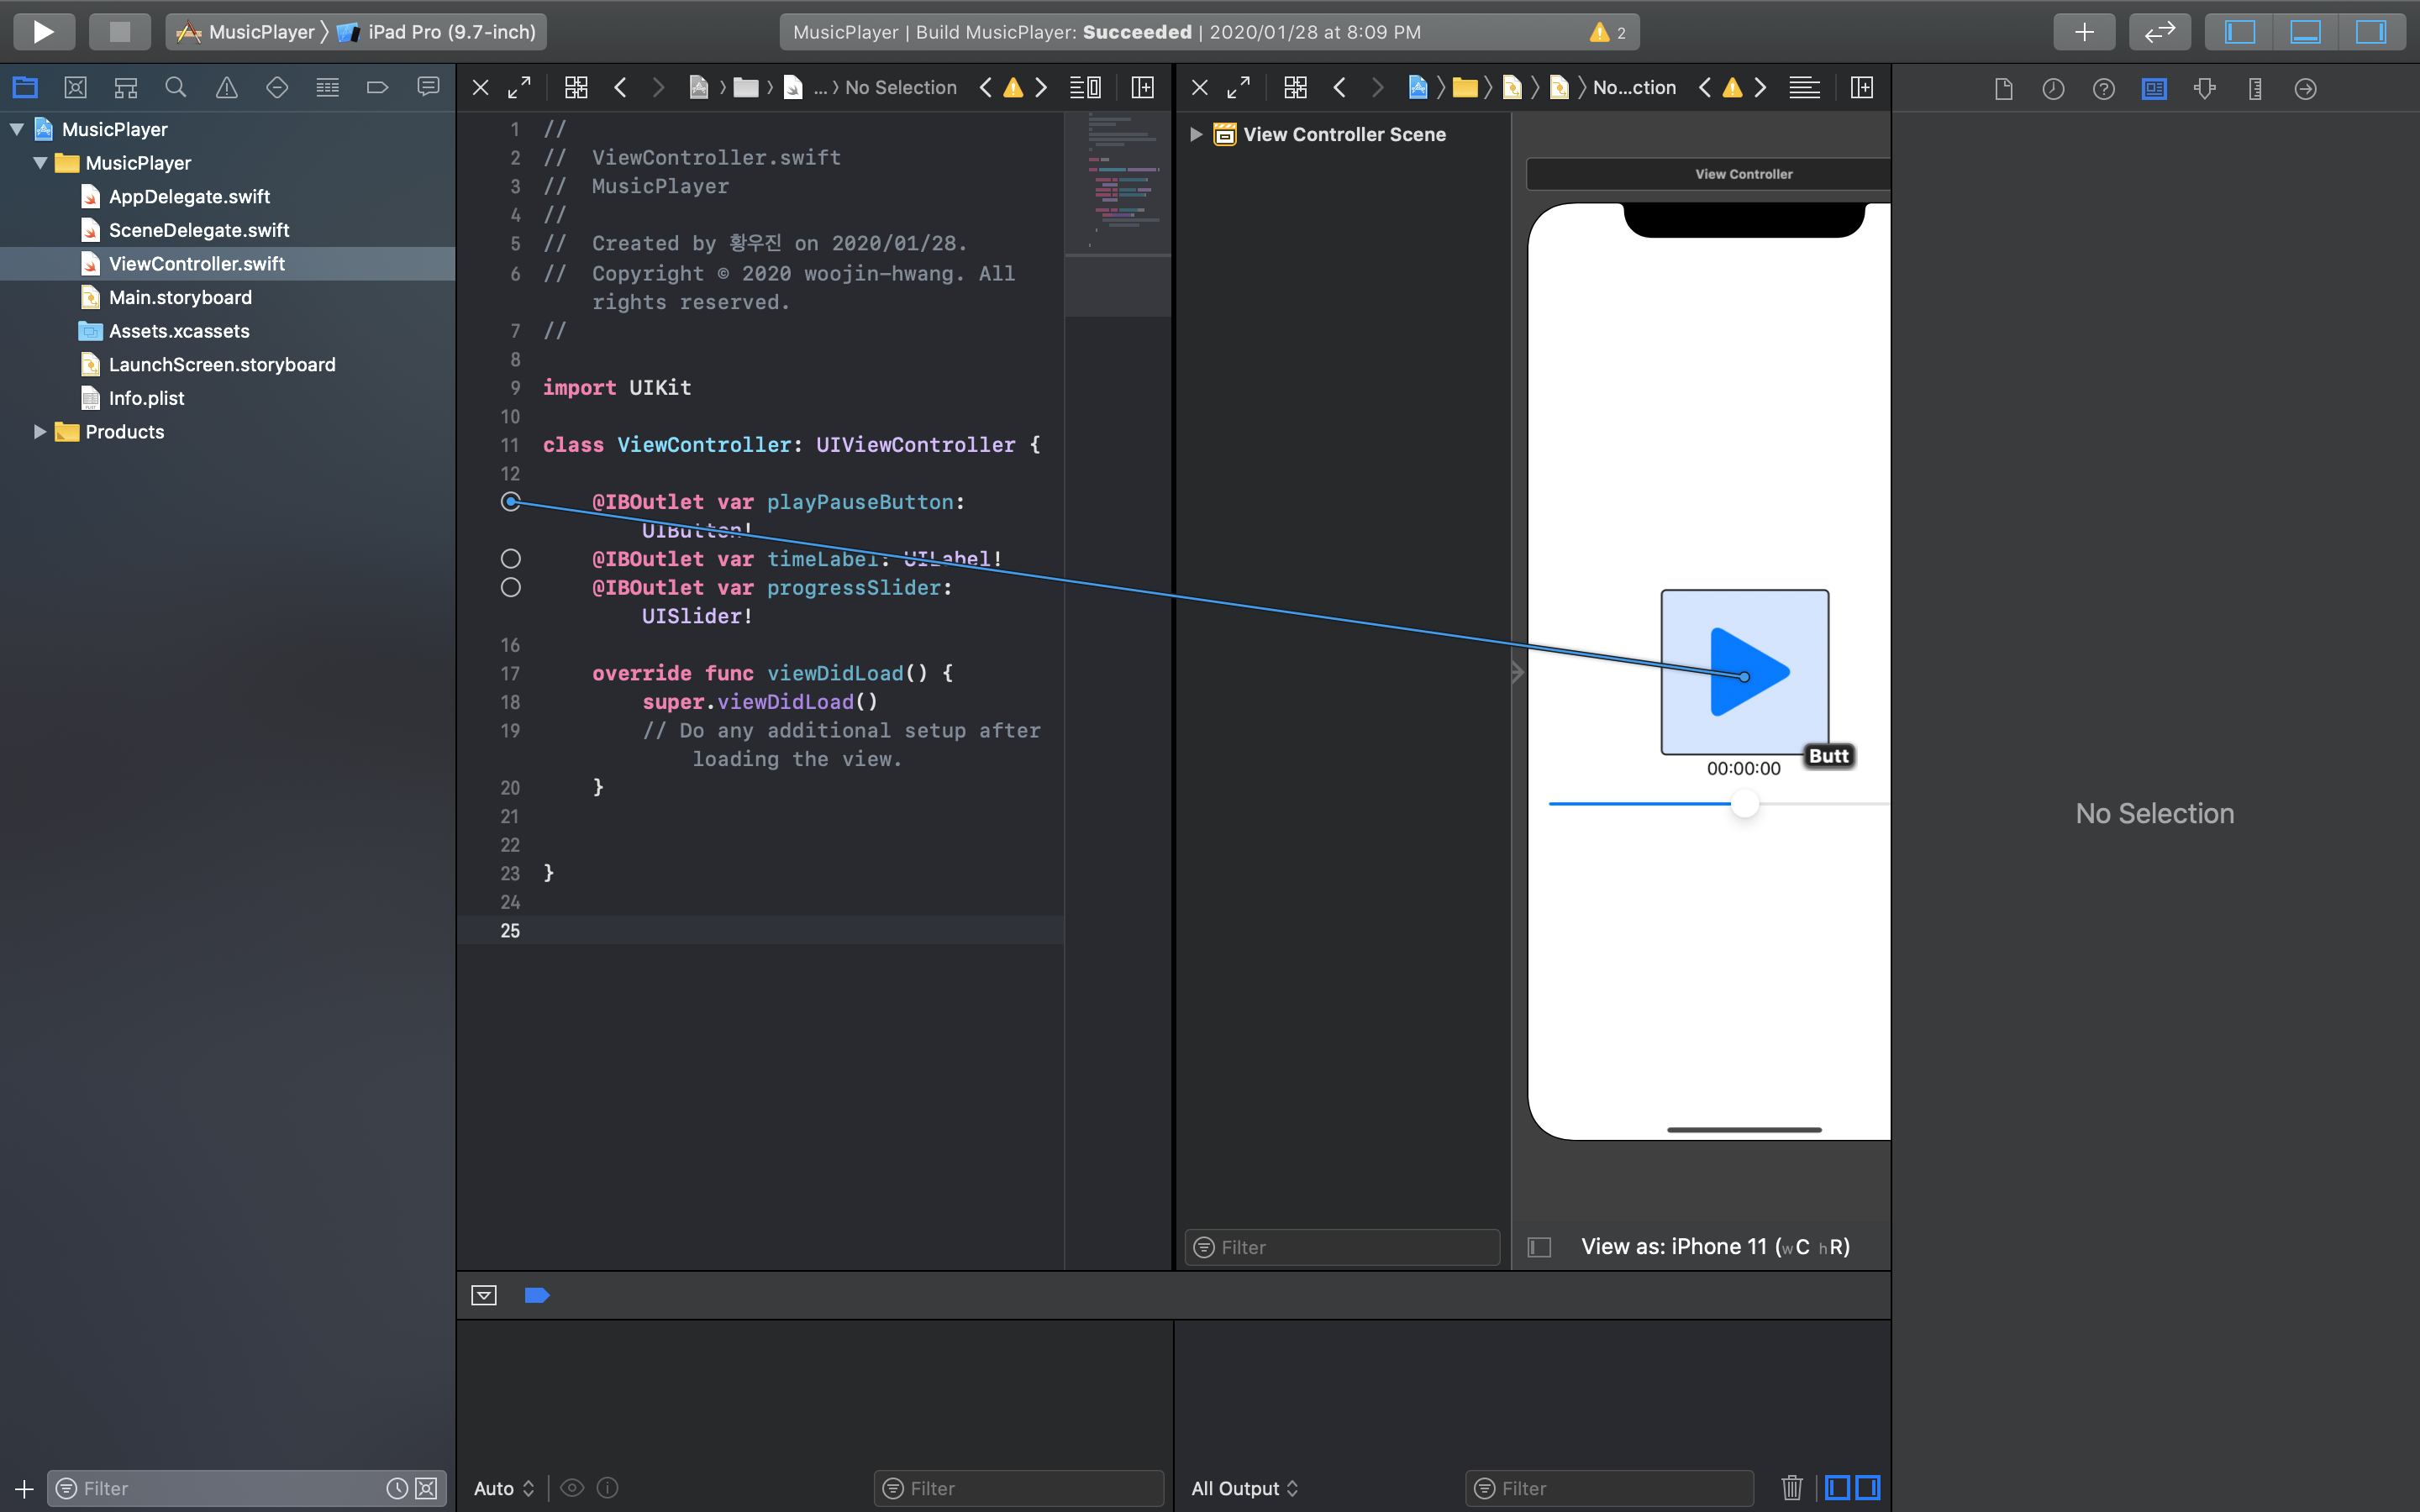 MusicPlayer 〉 iPad Pro (9.7-inch)
MusicPlayer | Build MusicPlayer: Succeeded | 2020/01/28 at 8:09 PM
2
... 〉 No Selection
No...ction
MusicPlayer
MusicPlayer
AppDelegate.swift
SceneDelegate.swift
ViewController.swift
Main.storyboard
Assets.xcassets
LaunchScreen.storyboard
Info.plist
Products
1 //
2 //  ViewController.swift
3 //  MusicPlayer
4 //
5 //  Created by 황우진 on 2020/01/28.
6 //  Copyright © 2020 woojin-hwang. All
rights reserved.
7 //
8
9 import UIKit
10
11 class ViewController: UIViewController {
12
@IBOutlet var playPauseButton:
UIButton!
@IBOutlet var timeLabel: UILabel!
@IBOutlet var progressSlider:
UISlider!
16
17 override func viewDidLoad() {
18 super.viewDidLoad()
19 // Do any additional setup after
loading the view.
20 }
21
22
23 }
24
25
View Controller Scene
View Controller
Butt
00:00:00
Filter
View as: iPhone 11 (wC hR)
No Selection
Filter
Auto
Filter
All Output
Filter